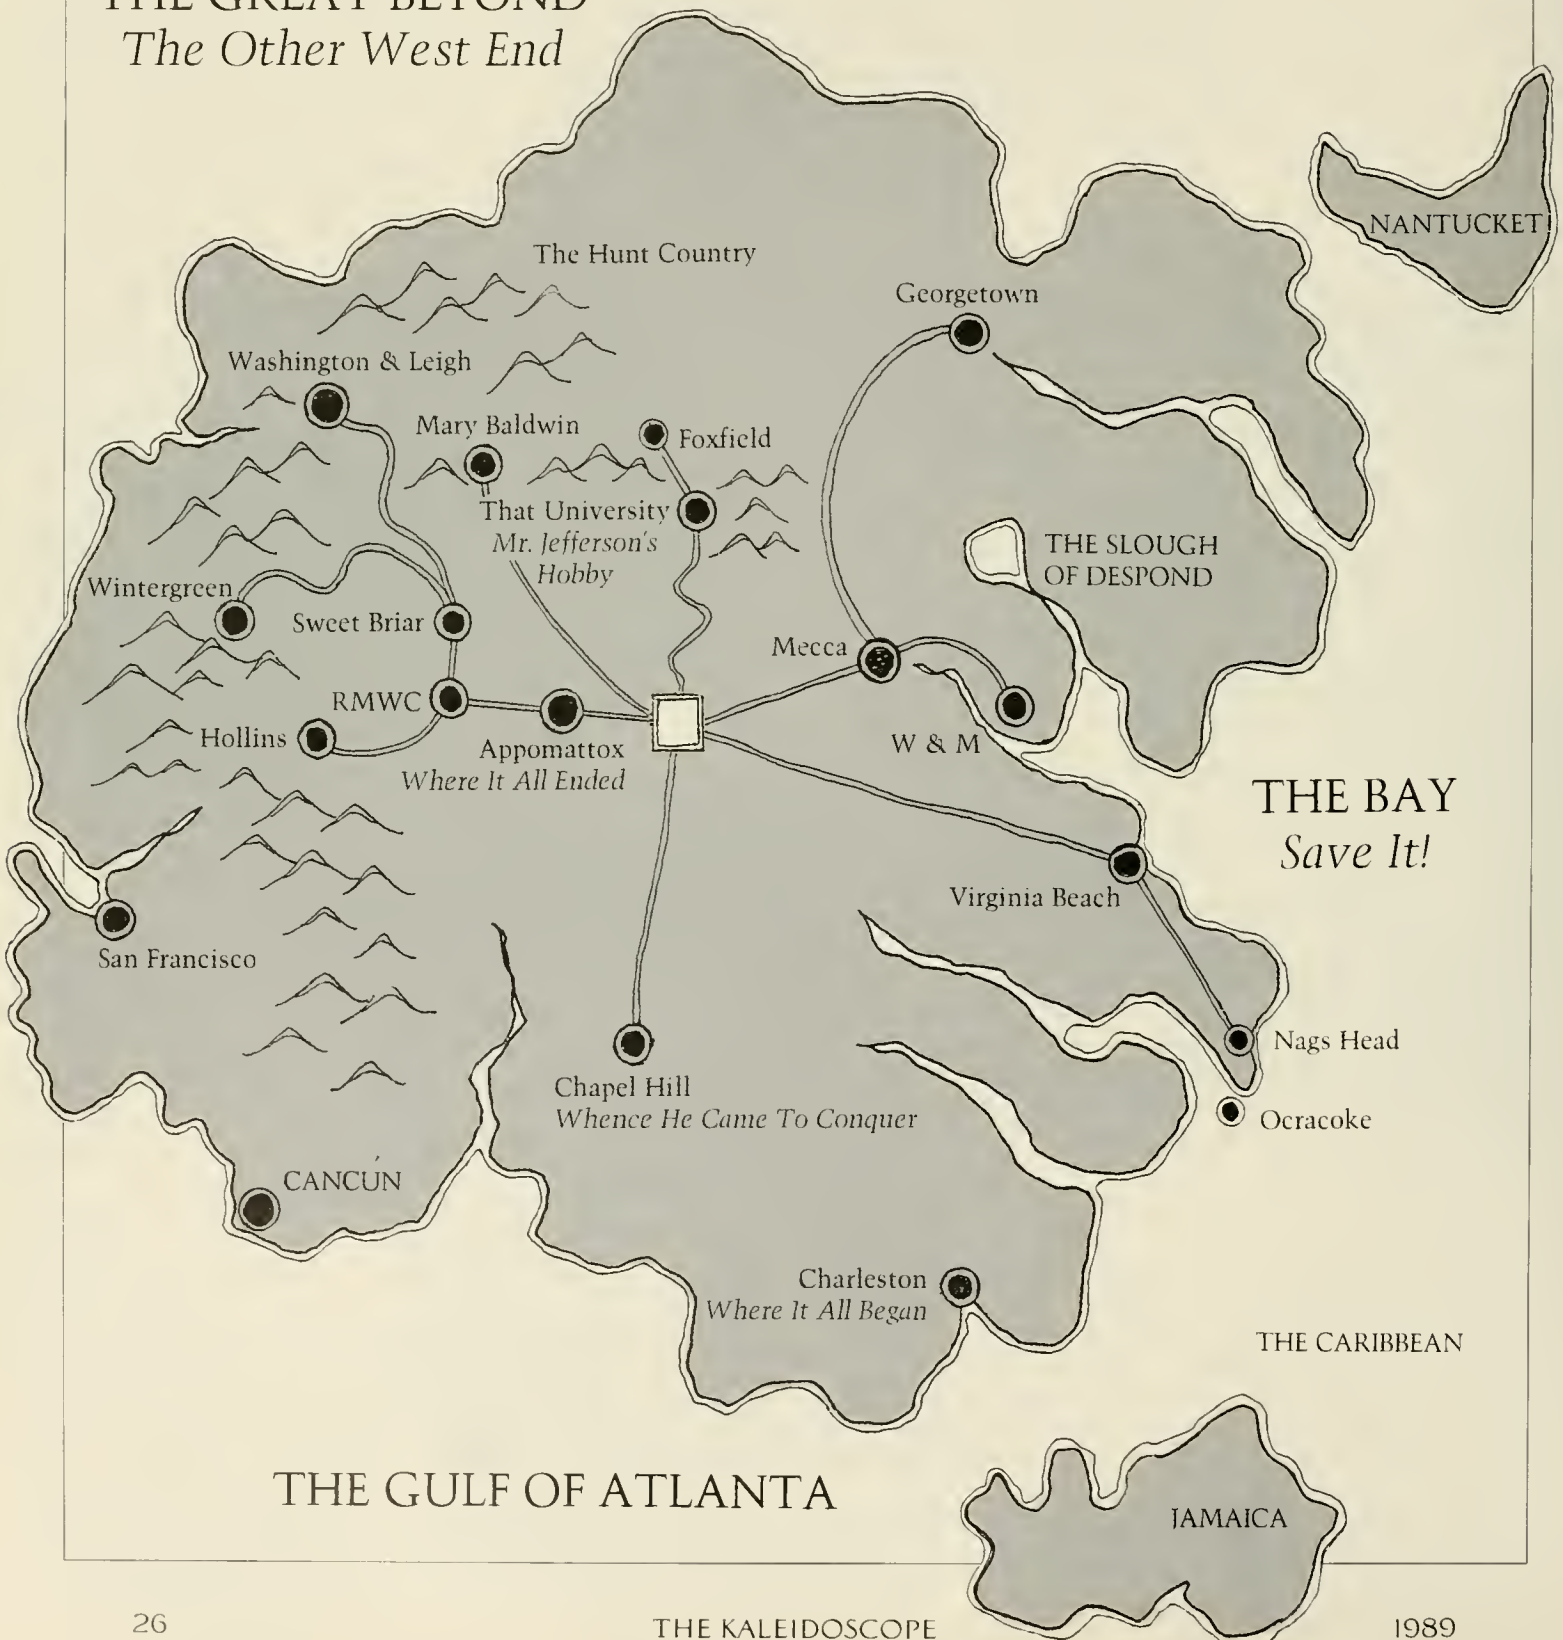 THE GREAT BEYOND
The Other West End
NANTUCKET
The Hunt Country
Georgetown
Washington & Leigh
Mary Baldwin
Foxfield
That University
Mr. Jefferson's
Hobby
THE SLOUGH
OF DESPOND
Wintergreen
Sweet Briar
Mecca
RMWC
Hollins
Appomattox
Where It All Ended
W & M
THE BAY
Save It!
Virginia Beach
San Francisco
Nags Head
Chapel Hill
Whence He Came To Conquer
Ocracoke
CANCÚN
Charleston
Where It All Began
THE CARIBBEAN
THE GULF OF ATLANTA
JAMAICA
26
THE KALEIDOSCOPE
1989